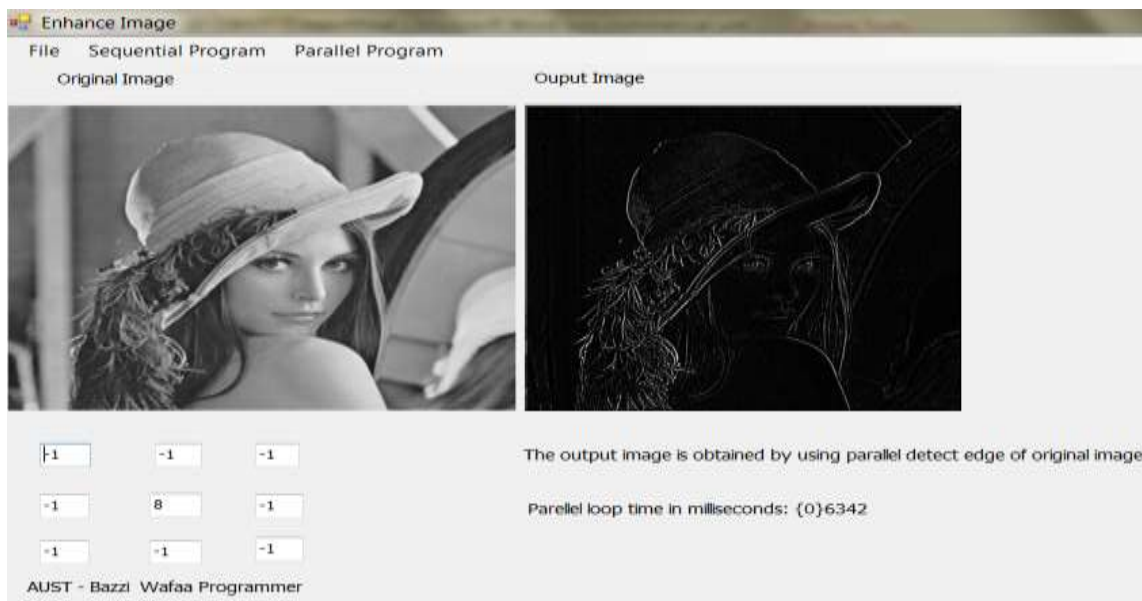 Enhance Image
File Sequential Program Parallel Program
Original Image
Ouput Image
-1 -1 -1
-1 8 -1
-1 -1 -1
The output image is obtained by using parallel detect edge of original image
Parellel loop time in milliseconds: {0}6342
AUST - Bazzi Wafaa Programmer